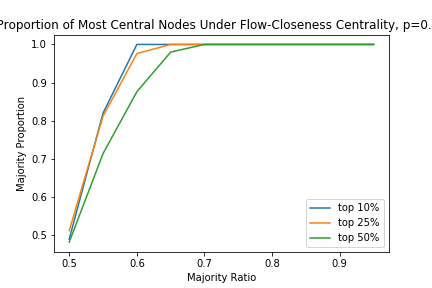 Proportion of Most Central Nodes Under Flow-Closeness Centrality, p=0.
1.0
0.9
0.8
0.7
0.6
0.5
Majority Proportion
top 10%
top 25%
top 50%
0.5 0.6 0.7 0.8 0.9
Majority Ratio